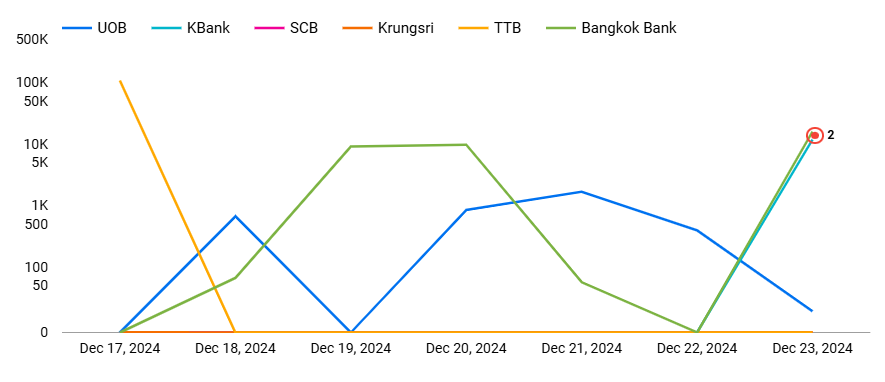 UOB KBank SCB Krungsri TTB Bangkok Bank
500K
100K
50K
10K
5K
1K
500
100
50
0
2
Dec 17, 2024 Dec 18, 2024 Dec 19, 2024 Dec 20, 2024 Dec 21, 2024 Dec 22, 2024 Dec 23, 2024